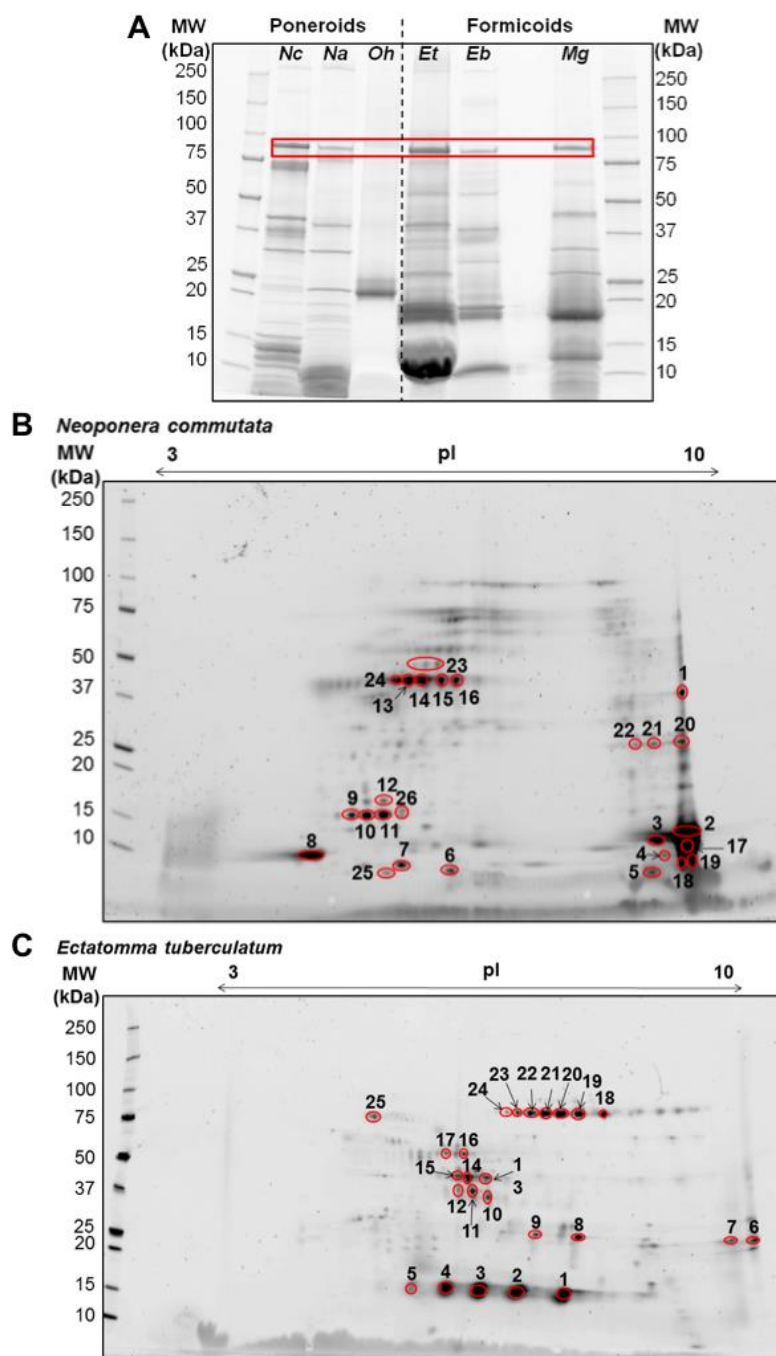 A MW Poneroids Formicoids MW
(kDa) Nc Na Oh Et Eb Mg (kDa)
250 250
150 150
100 100
75 75
50 50
37 37
25 25
20 20
15 15
10 10
B Neoponera commutata
MW 3 pI 10
(kDa)
250
150
100
75
50
24 23
37 1
13 14 15 16
25 22 21 20
20
12
15 9 26
10 11 2
10 8 3
7 6 4 17
25 5 19
18
C Ectatomma tuberculatum
MW 3 pI 10
(kDa)
250
150
100
23 22 21 20 19
24 18
75 25
50 17 16
15 14 1
37 3
12 10
11
25 9 8 7 6
20
15 5 4 3 2 1
10